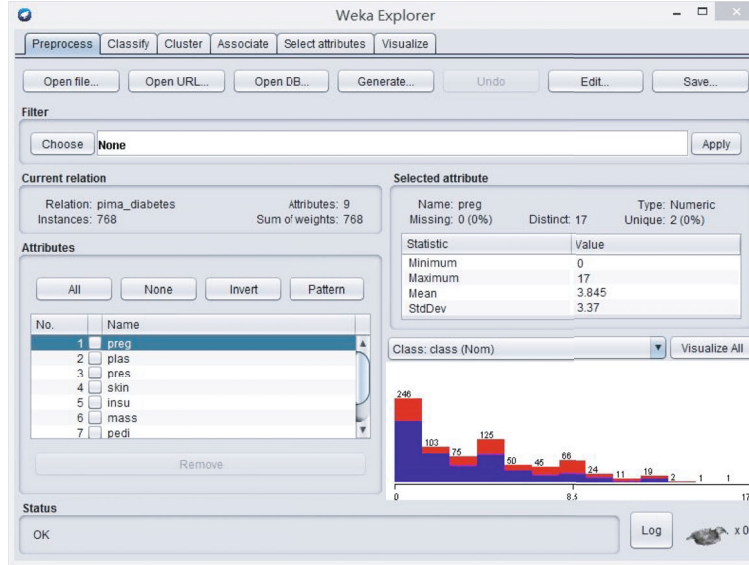 Weka Explorer
Preprocess Classify Cluster Associate Select attributes Visualize
Open file... Open URL... Open DB... Generate... Undo Edit... Save...
Filter
Choose None Apply
Current relation
Relation: pima_diabetes Attributes: 9
Instances: 768 Sum of weights: 768
Attributes
All None Invert Pattern
No. Name
1 preg
2 plas
3 pres
4 skin
5 insu
6 mass
7 pedi
Remove
Selected attribute
Name: preg Type: Numeric
Missing: 0 (0%) Distinct: 17 Unique: 2 (0%)
Statistic Value
Minimum 0
Maximum 17
Mean 3.845
StdDev 3.37
Class: class (Nom) Visualize All
246 103 75 125 50 45 66 24 11 19 2 1 1
0 8.5 17
Status
OK Log x 0